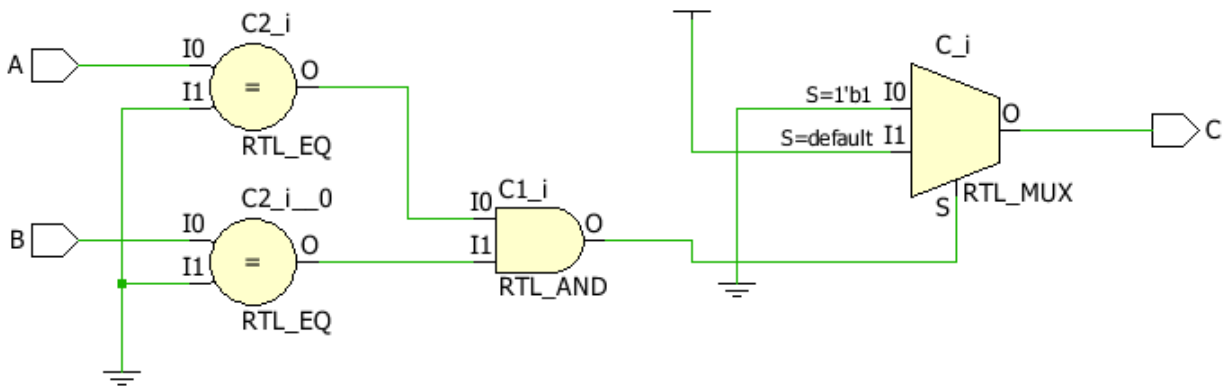 C2_i
A
I0
I1
=
O
RTL_EQ
C2_i__0
B
I0
I1
=
O
RTL_EQ
C1_i
I0
I1
O
RTL_AND
C_i
S=1'b1 I0
S=default I1
O
S
RTL_MUX
C